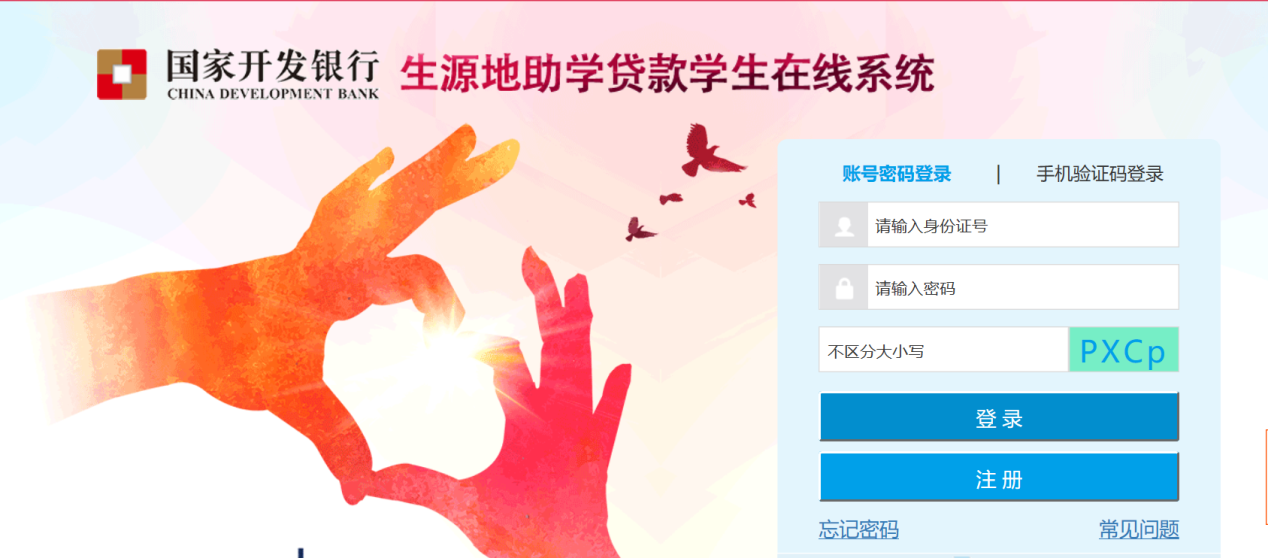 国家开发银行
CHINA DEVELOPMENT BANK
生源地助学贷款学生在线系统
账号密码登录 | 手机验证码登录
请输入身份证号
请输入密码
不区分大小写 PXCp
登 录
注 册
忘记密码 常见问题